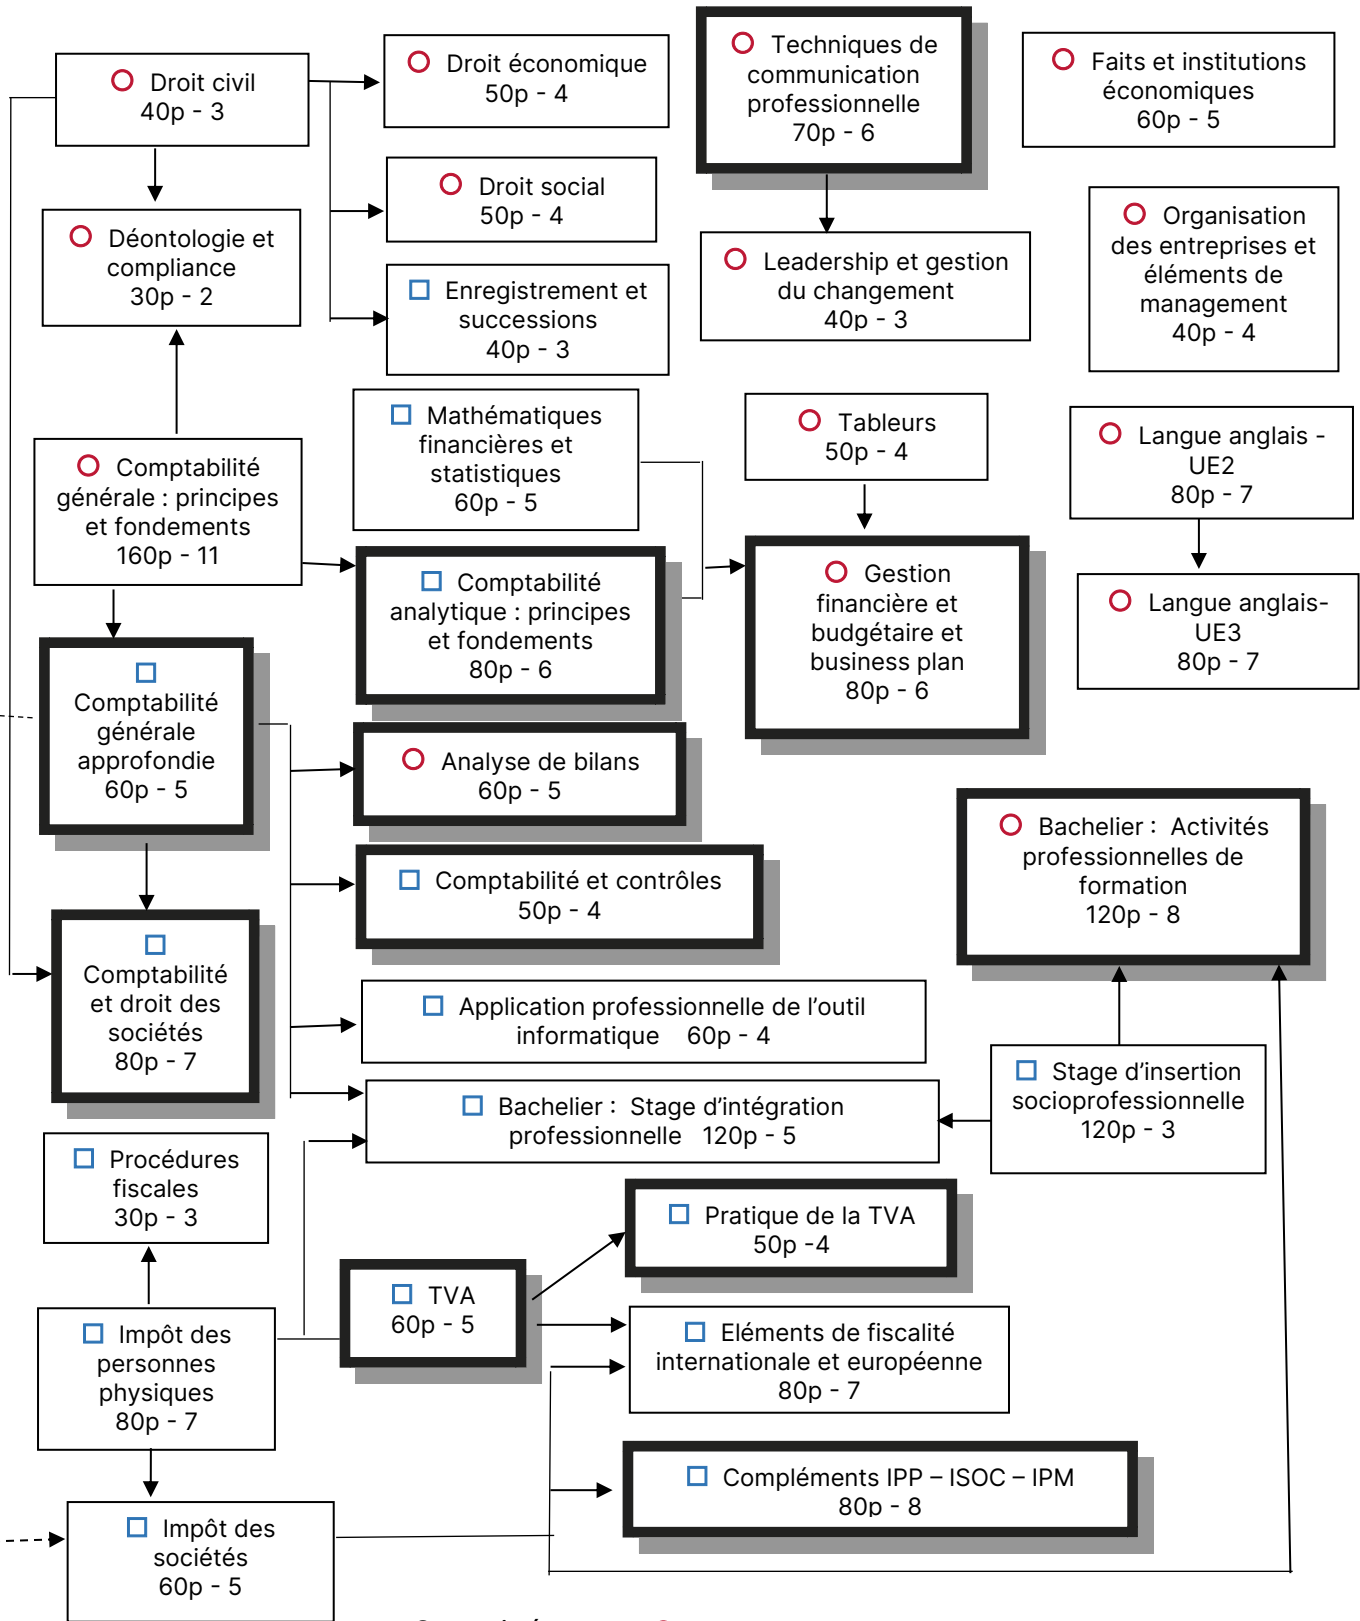 Droit civil
40p - 3
Droit économique
50p - 4
Techniques de
communication
professionnelle
70p - 6
Faits et institutions
économiques
60p - 5
Droit social
50p - 4
Déontologie et
compliance
30p - 2
Enregistrement et
successions
40p - 3
Leadership et gestion
du changement
40p - 3
Organisation
des entreprises et
éléments de
management
40p - 4
Mathématiques
financières et
statistiques
60p - 5
Tableurs
50p - 4
Langue anglais -
UE2
80p - 7
Comptabilité
générale : principes
et fondements
160p - 11
Comptabilité
analytique : principes
et fondements
80p - 6
Gestion
financière et
budgétaire et
business plan
80p - 6
Langue anglais-
UE3
80p - 7
Comptabilité
générale
approfondie
60p - 5
Analyse de bilans
60p - 5
Comptabilité et contrôles
50p - 4
Bachelier : Activités
professionnelles de
formation
120p - 8
Comptabilité
et droit des
sociétés
80p - 7
Application professionnelle de l’outil
informatique 60p - 4
Bachelier : Stage d’intégration
professionnelle 120p - 5
Stage d’insertion
socioprofessionnelle
120p - 3
Procédures
fiscales
30p - 3
Pratique de la TVA
50p -4
TVA
60p - 5
Impôt des
personnes
physiques
80p - 7
Eléments de fiscalité
internationale et européenne
80p - 7
Compléments IPP – ISOC – IPM
80p - 8
Impôt des
sociétés
60p - 5